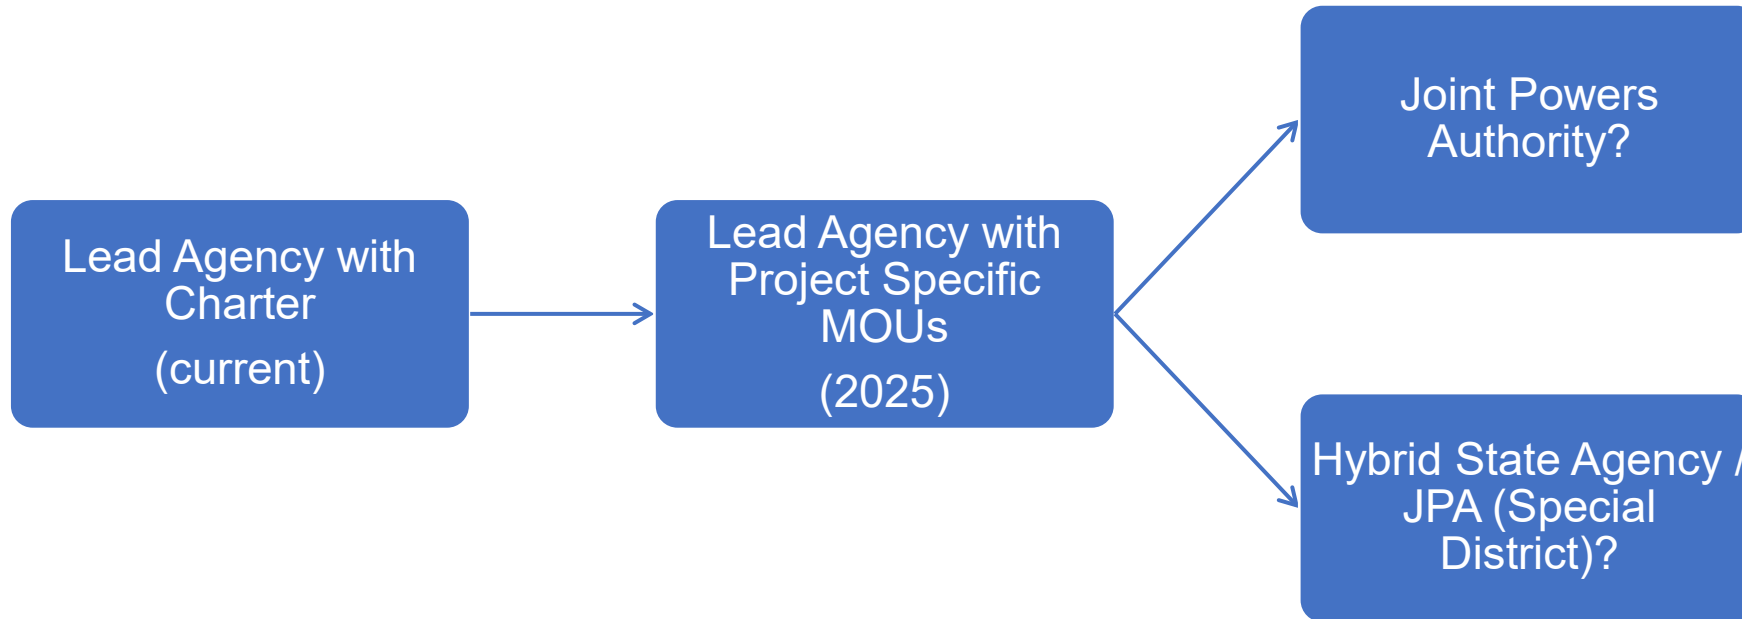 Lead Agency with
Charter
(current)
Lead Agency with
Project Specific
MOUs
(2025)
Joint Powers
Authority?
Hybrid State Agency /
JPA (Special
District)?